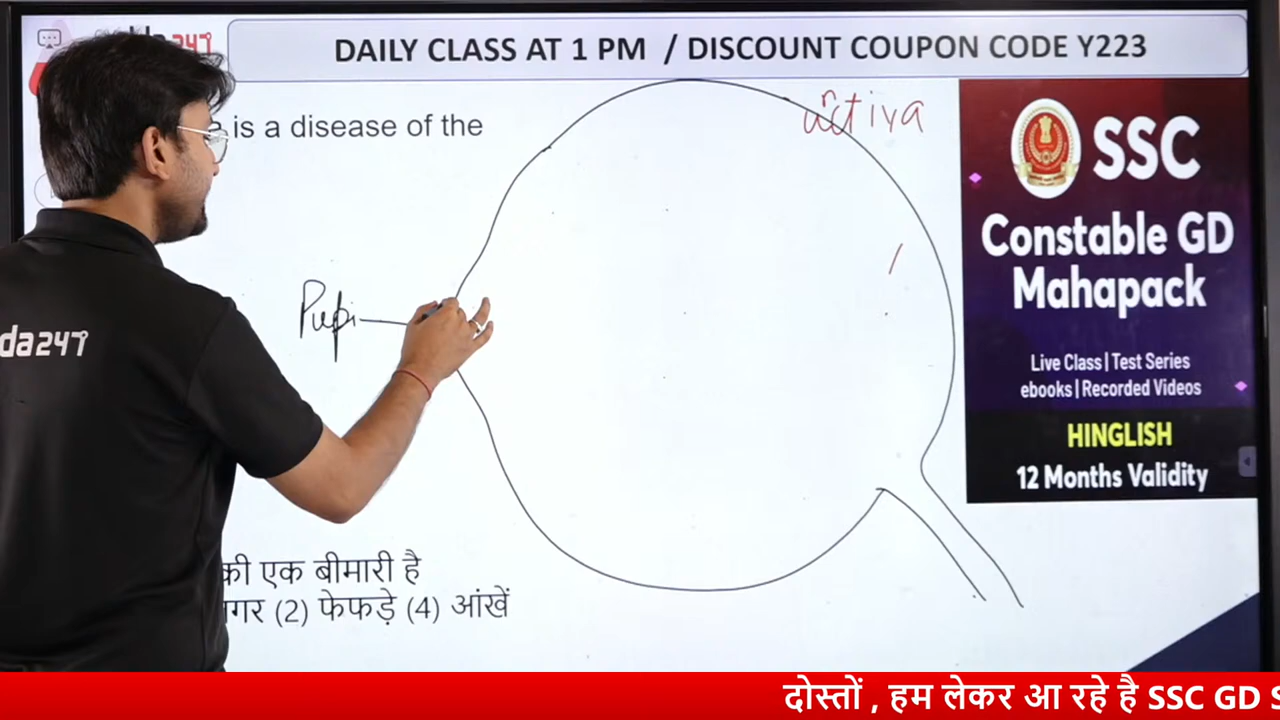 DAILY CLASS AT 1 PM / DISCOUNT COUPON CODE Y223
is a disease of the
SSC
Constable GD
Mahapack
Pupi
Live Class | Test Series
ebooks | Recorded Videos
da247
HINGLISH
12 Months Validity
की एक बीमारी है
(2) फेफड़े (4) आंखें
दोस्तों , हम लेकर आ रहे है SSC GD